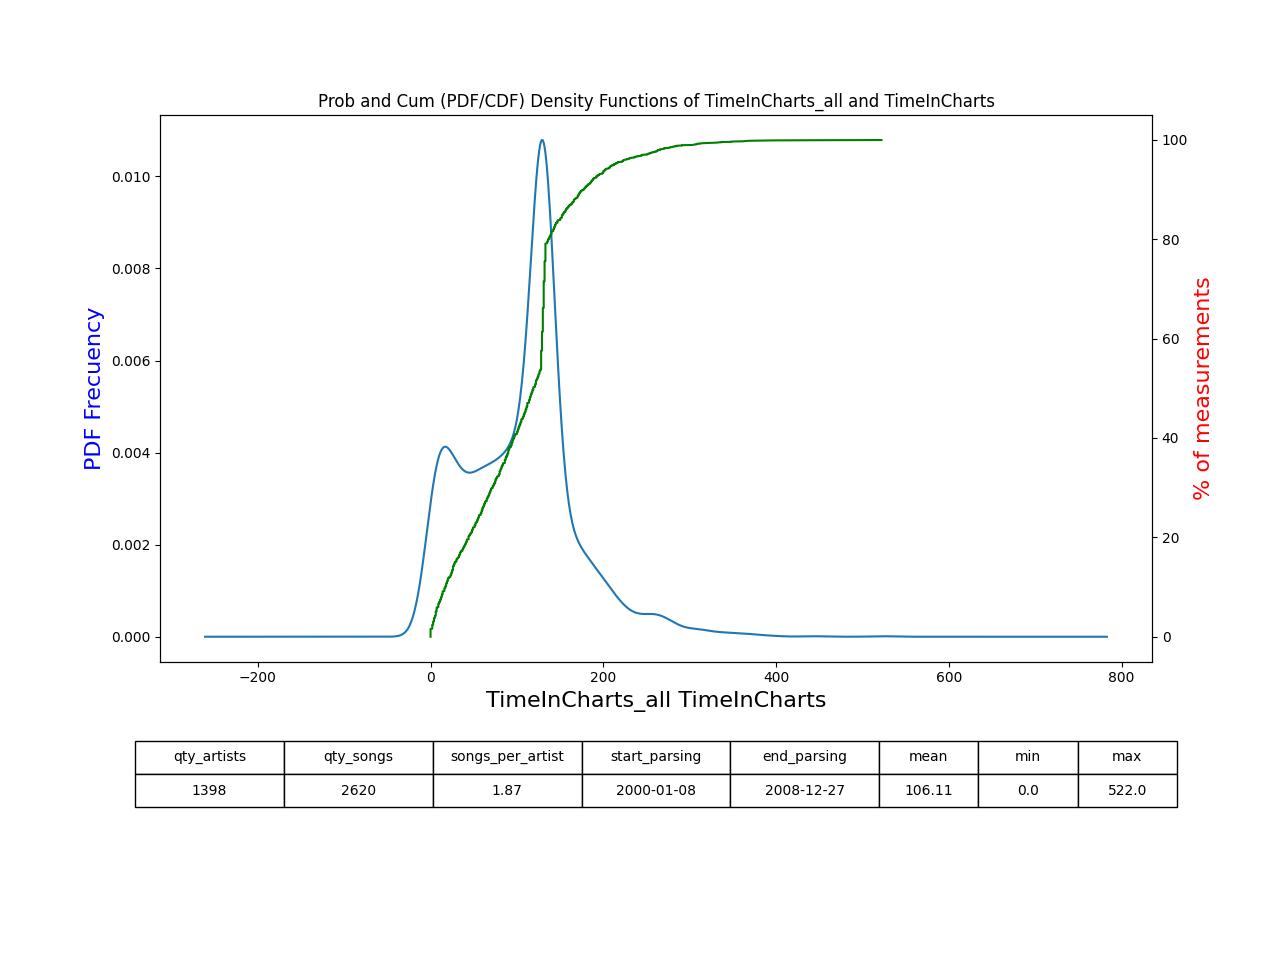 Prob and Cum (PDF/CDF) Density Functions of TimeInCharts_all and TimeInCharts
PDF Frecuency
0.010
0.008
0.006
0.004
0.002
0.000
100
80
60
40
20
0
% of measurements
−200 0 200 400 600 800
TimeInCharts_all TimeInCharts
qty_artists qty_songs songs_per_artist start_parsing end_parsing mean min max
1398 2620 1.87 2000-01-08 2008-12-27 106.11 0.0 522.0